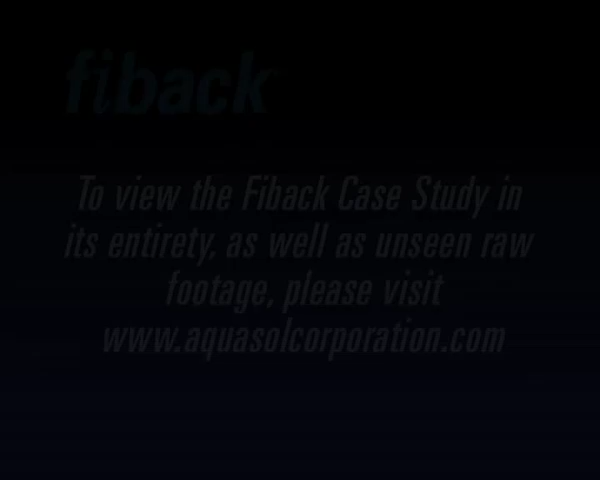 fiback™
To view the Fiback Case Study in
its entirety, as well as unseen raw
footage, please visit
www.aquasolcorporation.com